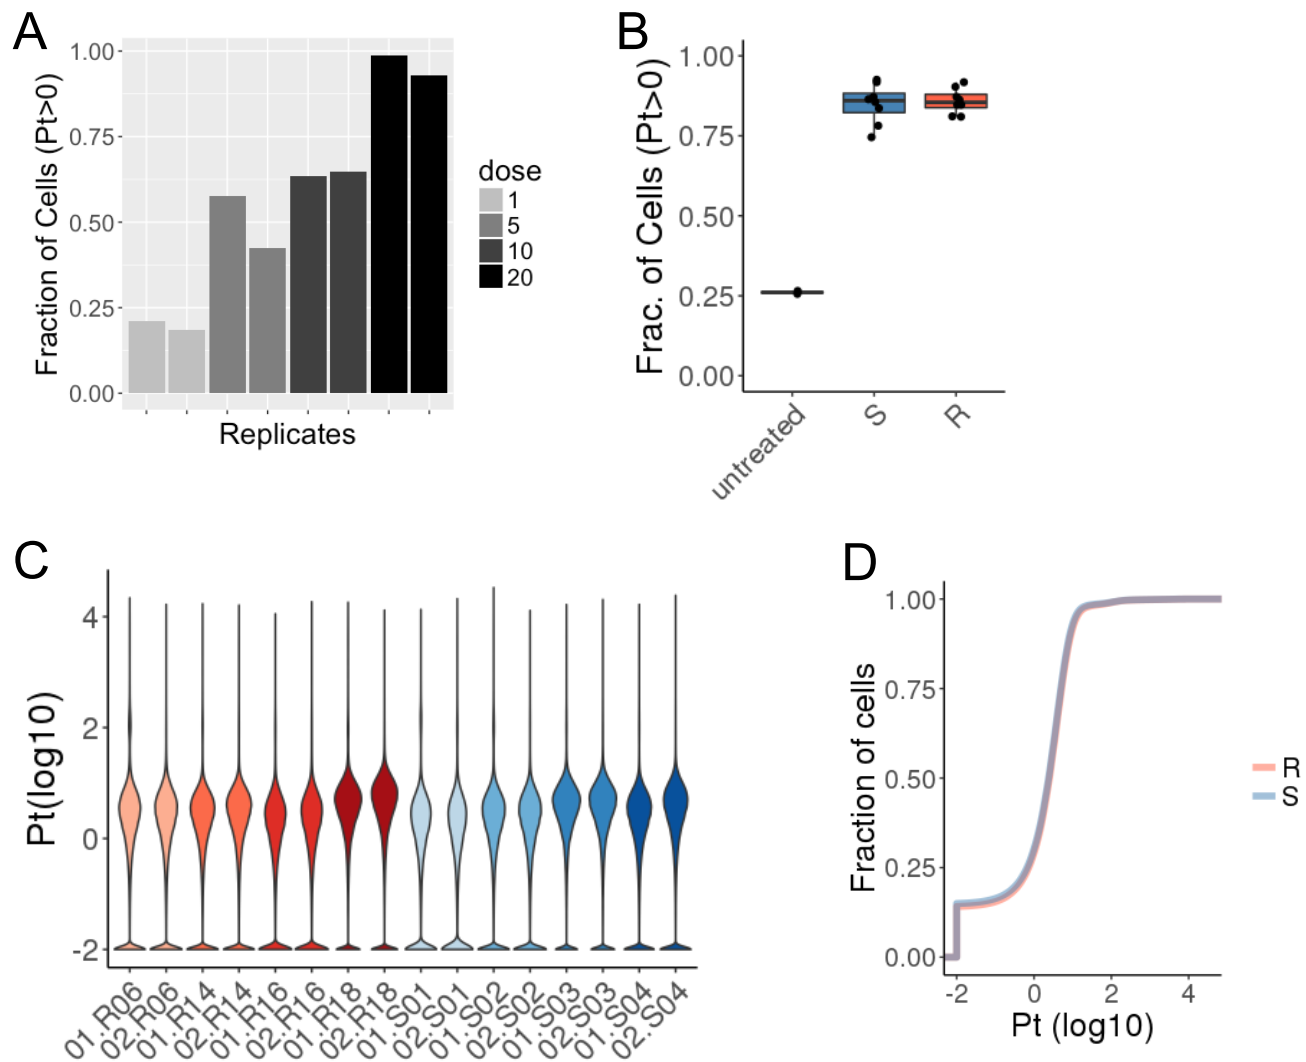 A
Fraction of Cells (Pt>0)
1.00
0.75
0.50
0.25
0.00
Replicates
dose
1
5
10
20
B
Frac. of Cells (Pt>0)
1.00
0.75
0.50
0.25
0.00
untreated
S
R
C
Pt(log10)
4
2
0
-2
01.R06
02.R06
01.R14
02.R14
01.R16
02.R16
01.R18
02.R18
01.S01
02.S01
01.S02
02.S02
01.S03
02.S03
01.S04
02.S04
D
Fraction of cells
1.00
0.75
0.50
0.25
0.00
-2 0 2 4
Pt (log10)
R
S